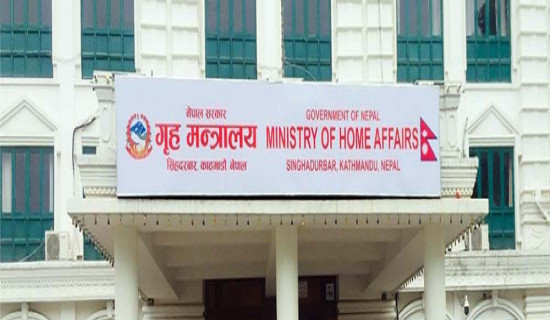 नेपाल सरकार
गृह मन्त्रालय
सिंहदरबार, काठमाडौं नेपाल
GOVERNMENT OF NEPAL
MINISTRY OF HOME AFFAIRS
SINGHADURBAR, KATHMANDU, NEPAL